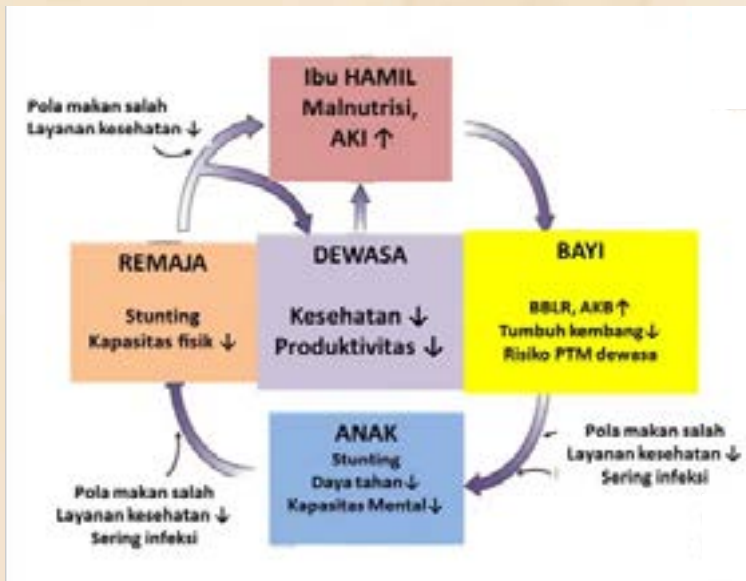 Ibu HAMIL
Malnutrisi,
AKI ↑
Pola makan salah
Layanan kesehatan ↓
REMAJA
Stunting
Kapasitas fisik ↓
DEWASA
Kesehatan ↓
Produktivitas ↓
BAYI
BBLR, AKB↑
Tumbuh kembang↓
Risiko PTM dewasa
ANAK
Stunting
Daya tahan↓
Kapasitas Mental↓
Pola makan salah
Layanan kesehatan ↓
Sering infeksi
Pola makan salah
Layanan kesehatan ↓
Sering infeksi